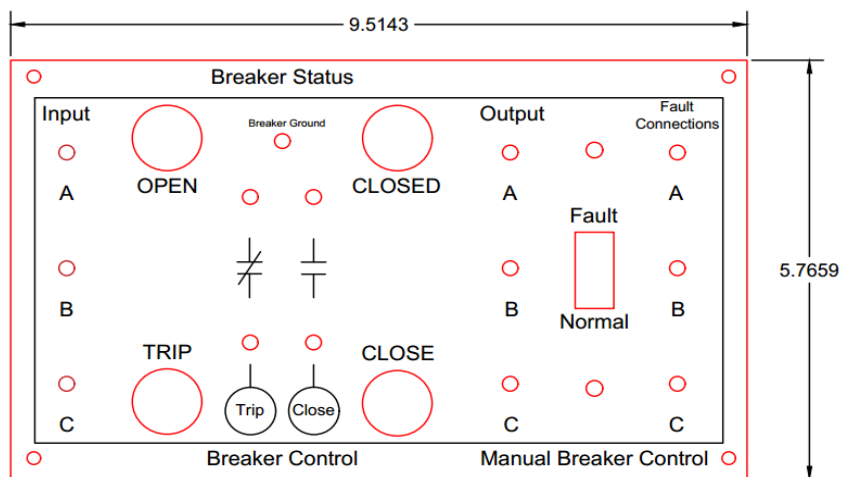 9.5143
Breaker Status
Input
Breaker Ground
Output
Fault
Connections
OPEN
CLOSED
A
A
A
Fault
5.7659
B
B
B
Normal
TRIP
CLOSE
Trip
Close
C
C
C
Breaker Control
Manual Breaker Control